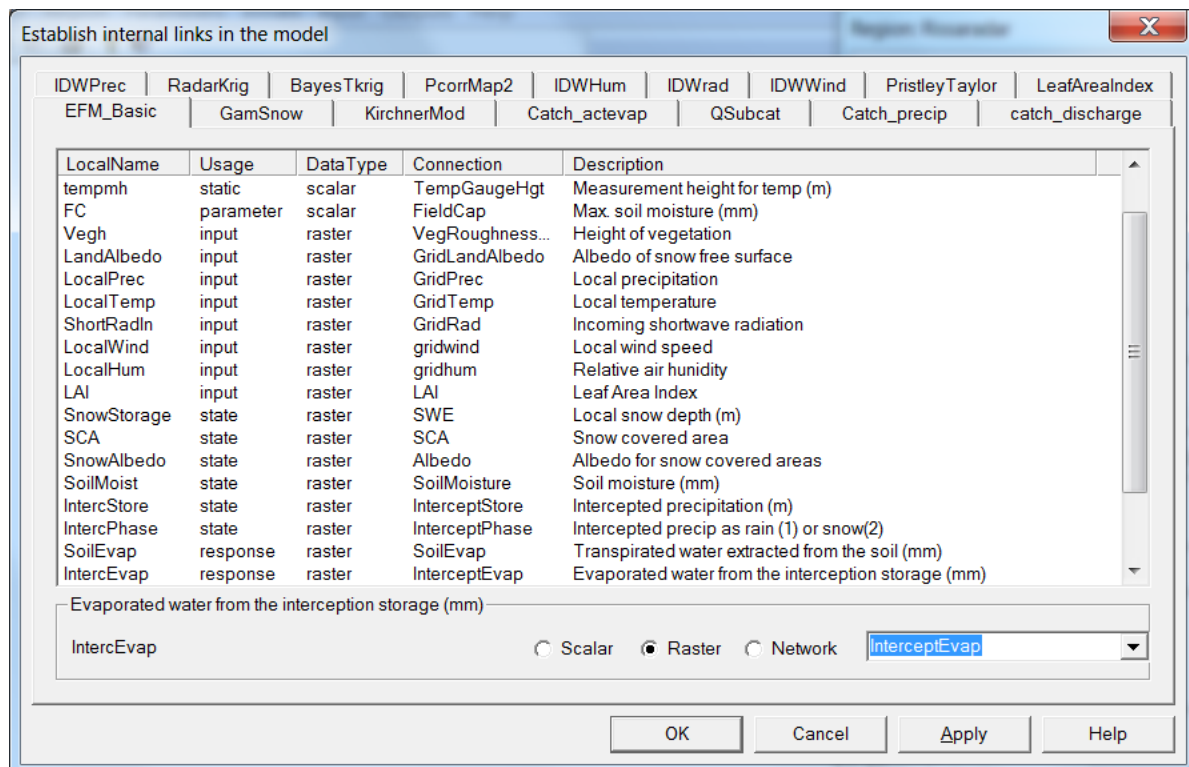 Establish internal links in the model
IDWPrec RadarKrig BayesTkrig PcorrMap2 IDWHum IDWrad IDWWind PristleyTaylor LeafAreaIndex
EFM_Basic GamSnow KirchnerMod Catch_actevap QSubcat Catch_precip catch_discharge
LocalName Usage DataType Connection Description
tempmh static scalar TempGaugeHgt Measurement height for temp (m)
FC parameter scalar FieldCap Max. soil moisture (mm)
Vegh input raster VegRoughness... Height of vegetation
LandAlbedo input raster GridLandAlbedo Albedo of snow free surface
LocalPrec input raster GridPrec Local precipitation
LocalTemp input raster GridTemp Local temperature
ShortRadIn input raster GridRad Incoming shortwave radiation
LocalWind input raster gridwind Local wind speed
LocalHum input raster gridhum Relative air hunidity
LAI input raster LAI Leaf Area Index
SnowStorage state raster SWE Local snow depth (m)
SCA state raster SCA Snow covered area
SnowAlbedo state raster Albedo Albedo for snow covered areas
SoilMoist state raster SoilMoisture Soil moisture (mm)
IntercStore state raster InterceptStore Intercepted precipitation (m)
IntercPhase state raster InterceptPhase Intercepted precip as rain (1) or snow(2)
SoilEvap response raster SoilEvap Transpirated water extracted from the soil (mm)
IntercEvap response raster InterceptEvap Evaporated water from the interception storage (mm)
Evaporated water from the interception storage (mm)
IntercEvap Scalar Raster Network InterceptEvap
OK Cancel Apply Help